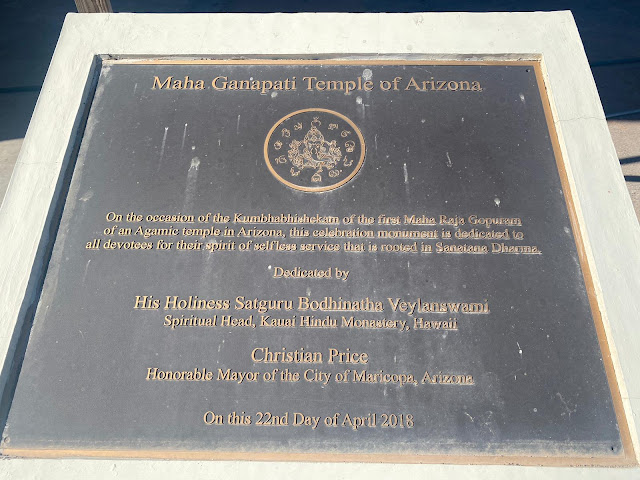 Maha Ganapati Temple of Arizona
On the occasion of the Kumbhabhishekam of the first Maha Raja Gopuram
of an Agamic temple in Arizona, this celebration monument is dedicated to
all devotees for their spirit of selfless service that is rooted in Sanatana Dharma.
Dedicated by
His Holiness Satguru Bodhinatha Veylanswami
Spiritual Head, Kauai Hindu Monastery, Hawaii
Christian Price
Honorable Mayor of the City of Maricopa, Arizona
On this 22nd Day of April 2018